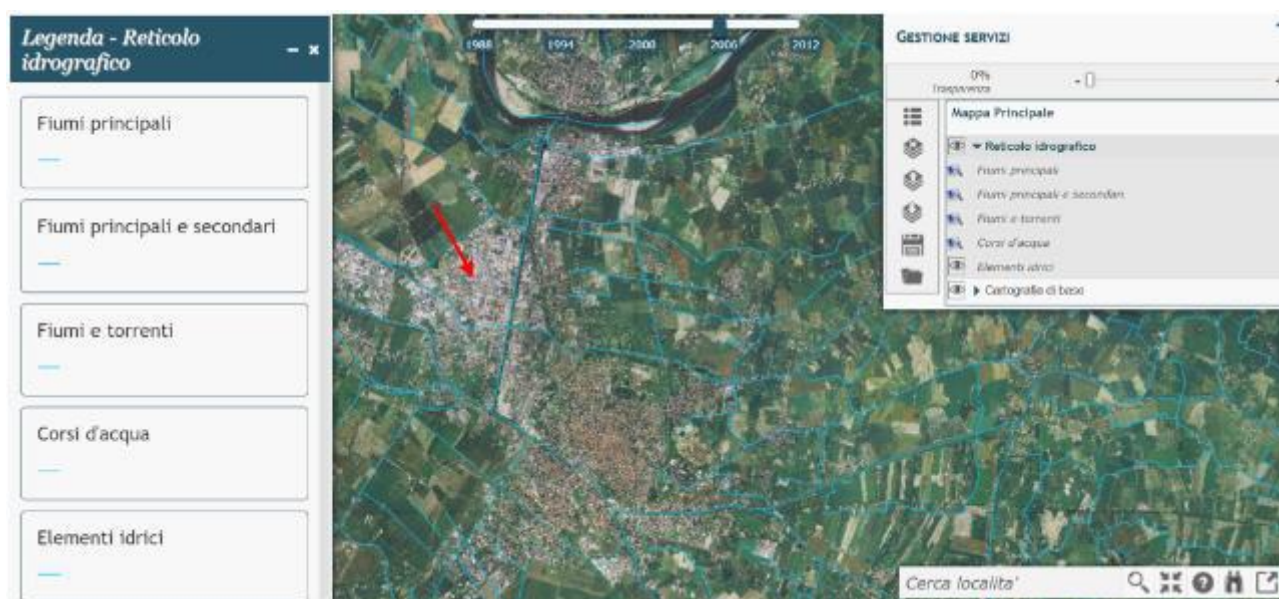 Legenda - Reticolo
idrografico
Fiumi principali
Fiumi principali e secondari
Fiumi e torrenti
Corsi d'acqua
Elementi idrici
1988 1994 2000 2006 2012
GESTIONE SERVIZI
0%
Trasparenza
Mappa Principale
Reticolo idrografico
Fiumi principali
Fiumi principali e secondari
Fiumi e torrenti
Corsi d'acqua
Elementi idrici
Cartografie di base
Cerca localita'